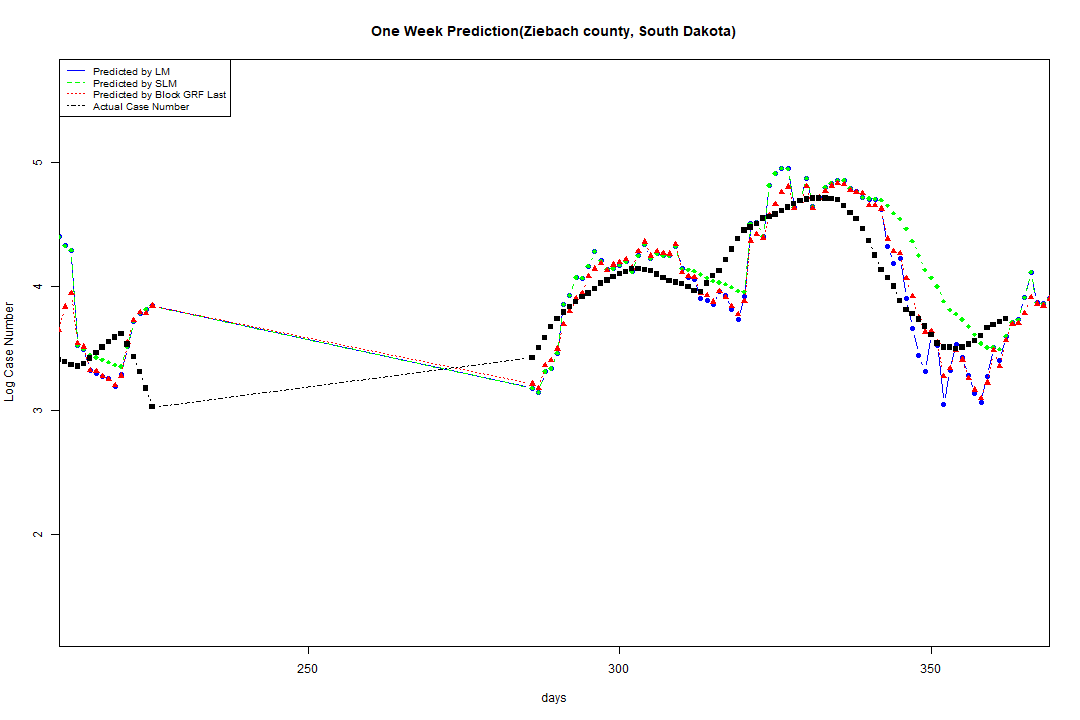 One Week Prediction(Ziebach county, South Dakota)
Predicted by LM
Predicted by SLM
Predicted by Block GRF Last
Actual Case Number
5
4
3
2
Log Case Number
250 300 350
days